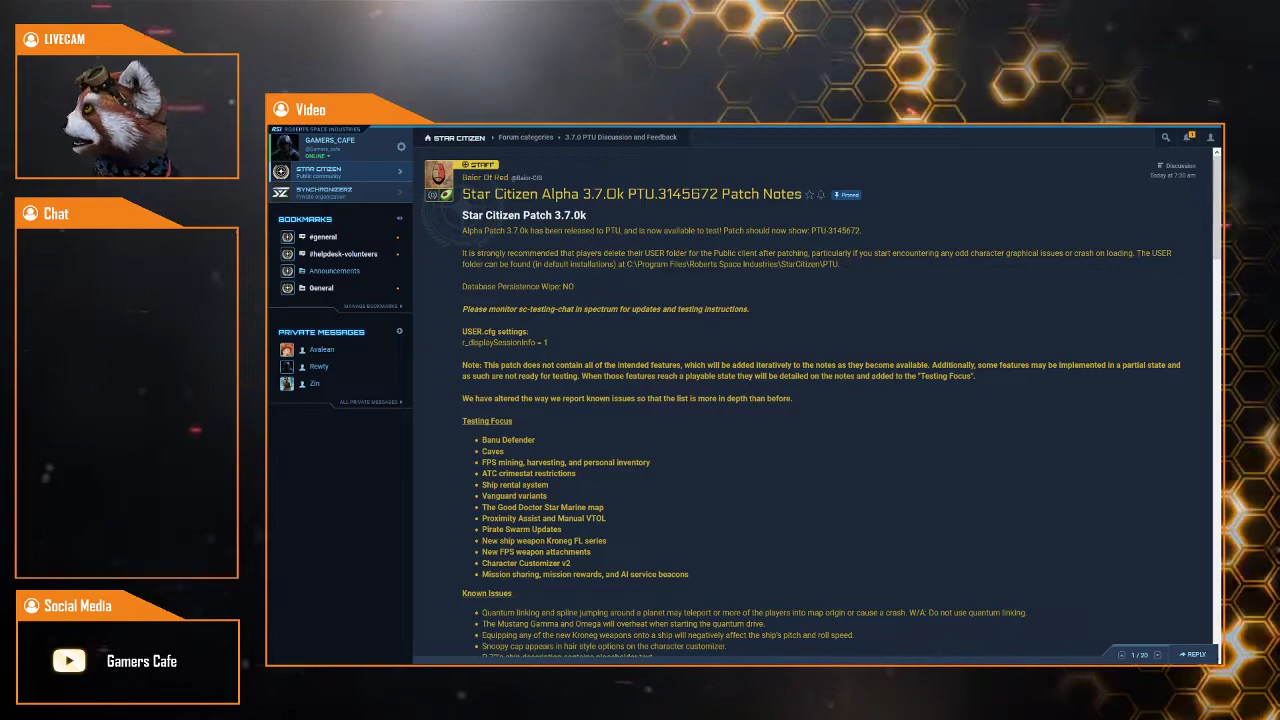 LIVECAM
Chat
Social Media
Gamers Cafe
Video
RSI ROBERTS SPACE INDUSTRIES
GAMERS_CAFE
@Gamers_cafe
ONLINE
STAR CITIZEN
Public community
SYNCHRONIZERZ
Private organization
BOOKMARKS
#general
#helpdesk-volunteers
Announcements
General
MANAGE BOOKMARKS
PRIVATE MESSAGES
Avalean
Rewty
Zin
ALL PRIVATE MESSAGES
STAR CITIZEN Forum categories 3.7.0 PTU Discussion and Feedback
1
STAFF
Baior Of Red @Baior-CIG
Discussion
Today at 7:30 am
Star Citizen Alpha 3.7.0k PTU.3145672 Patch Notes Pinned
Star Citizen Patch 3.7.0k
Alpha Patch 3.7.0k has been released to PTU, and is now available to test! Patch should now show: PTU-3145672.
It is strongly recommended that players delete their USER folder for the Public client after patching, particularly if you start encountering any odd character graphical issues or crash on loading. The USER
folder can be found (in default installations) at C:\Program Files\Roberts Space Industries\StarCitizen\PTU.
Database Persistence Wipe: NO
Please monitor sc-testing-chat in spectrum for updates and testing instructions.
USER.cfg settings:
r_displaySessionInfo = 1
Note: This patch does not contain all of the intended features, which will be added iteratively to the notes as they become available. Additionally, some features may be implemented in a partial state and
as such are not ready for testing. When those features reach a playable state they will be detailed on the notes and added to the "Testing Focus".
We have altered the way we report known issues so that the list is more in depth than before.
Testing Focus
• Banu Defender
• Caves
• FPS mining, harvesting, and personal inventory
• ATC crimestat restrictions
• Ship rental system
• Vanguard variants
• The Good Doctor Star Marine map
• Proximity Assist and Manual VTOL
• Pirate Swarm Updates
• New ship weapon Kroneg FL series
• New FPS weapon attachments
• Character Customizer v2
• Mission sharing, mission rewards, and AI service beacons
Known Issues
• Quantum linking and spline jumping around a planet may teleport or more of the players into map origin or cause a crash. W/A: Do not use quantum linking.
• The Mustang Gamma and Omega will overheat when starting the quantum drive.
• Equipping any of the new Kroneg weapons onto a ship will negatively affect the ship's pitch and roll speed.
• Snoopy cap appears in hair style options on the character customizer.
1 / 20
REPLY